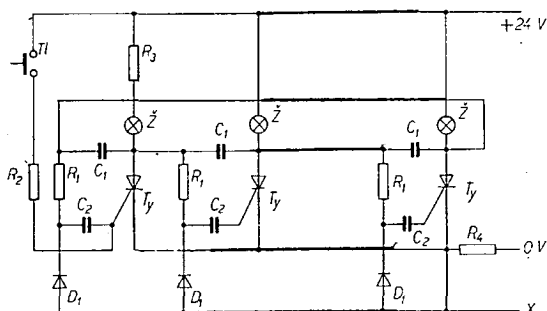 +24 V
Tl
R3
Ž
Ž
Ž
C1
C1
C1
R2
R1
R1
R1
Ty
Ty
Ty
C2
C2
C2
R4
0 V
D1
D1
D1
X